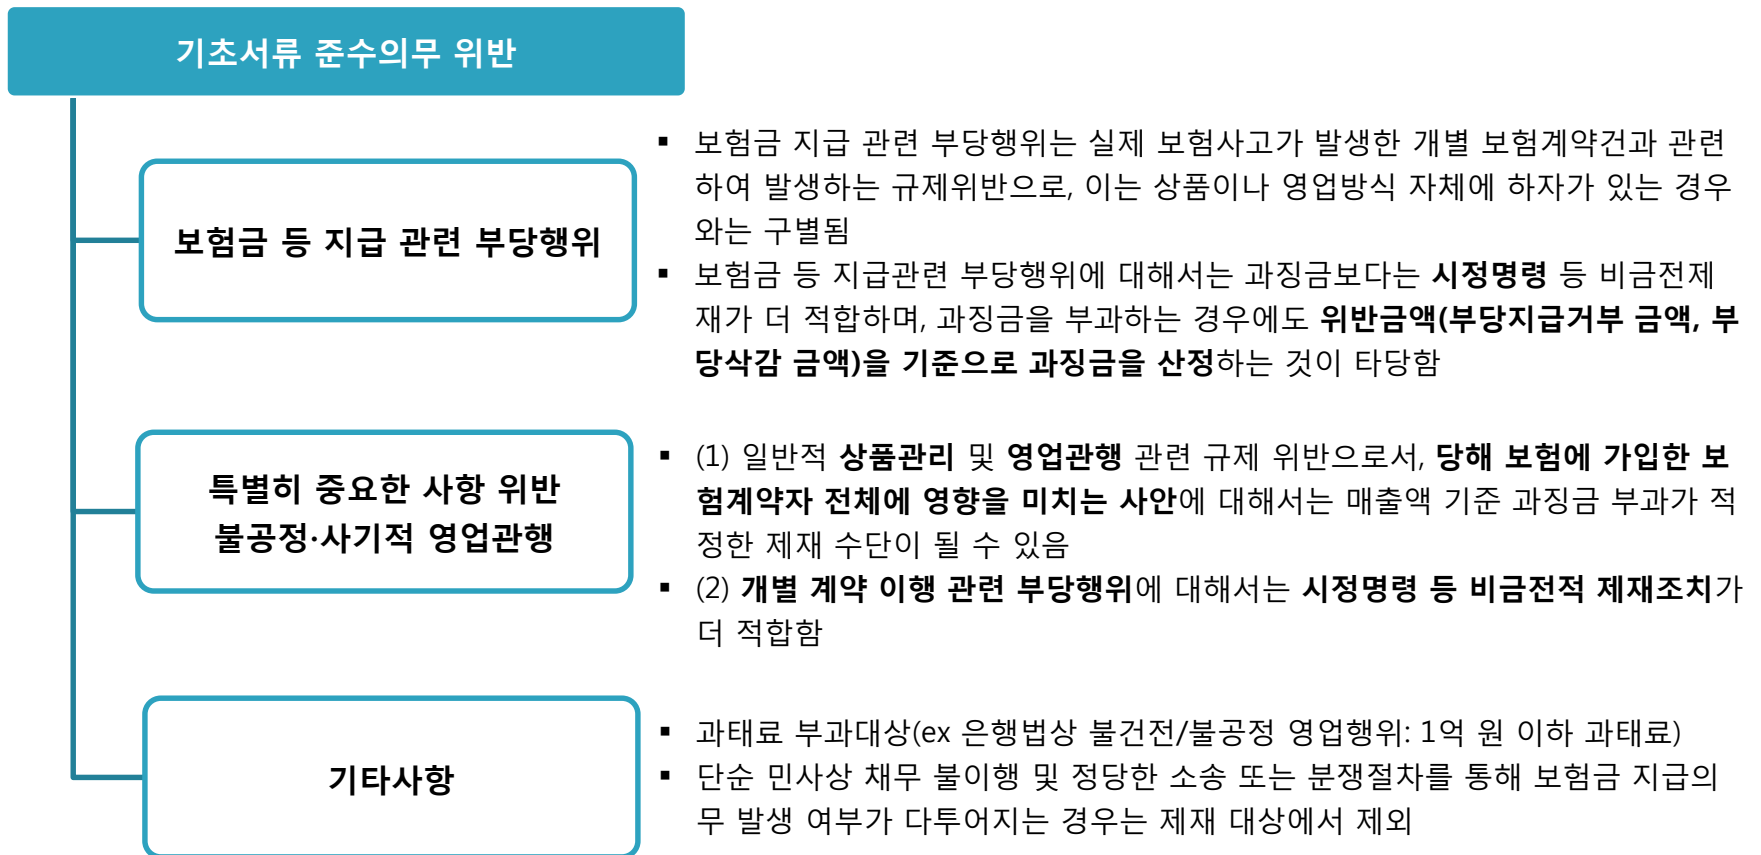 기초서류 준수의무 위반
보험금 등 지급 관련 부당행위
▪ 보험금 지급 관련 부당행위는 실제 보험사고가 발생한 개별 보험계약건과 관련
하여 발생하는 규제위반으로, 이는 상품이나 영업방식 자체에 하자가 있는 경우
와는 구별됨
▪ 보험금 등 지급관련 부당행위에 대해서는 과징금보다는 시정명령 등 비금전제
재가 더 적합하며, 과징금을 부과하는 경우에도 위반금액(부당지급거부 금액, 부
당삭감 금액)을 기준으로 과징금을 산정하는 것이 타당함
특별히 중요한 사항 위반
불공정·사기적 영업관행
▪ (1) 일반적 상품관리 및 영업관행 관련 규제 위반으로서, 당해 보험에 가입한 보
험계약자 전체에 영향을 미치는 사안에 대해서는 매출액 기준 과징금 부과가 적
정한 제재 수단이 될 수 있음
▪ (2) 개별 계약 이행 관련 부당행위에 대해서는 시정명령 등 비금전적 제재조치가
더 적합함
기타사항
▪ 과태료 부과대상(ex 은행법상 불건전/불공정 영업행위: 1억 원 이하 과태료)
▪ 단순 민사상 채무 불이행 및 정당한 소송 또는 분쟁절차를 통해 보험금 지급의
무 발생 여부가 다투어지는 경우는 제재 대상에서 제외